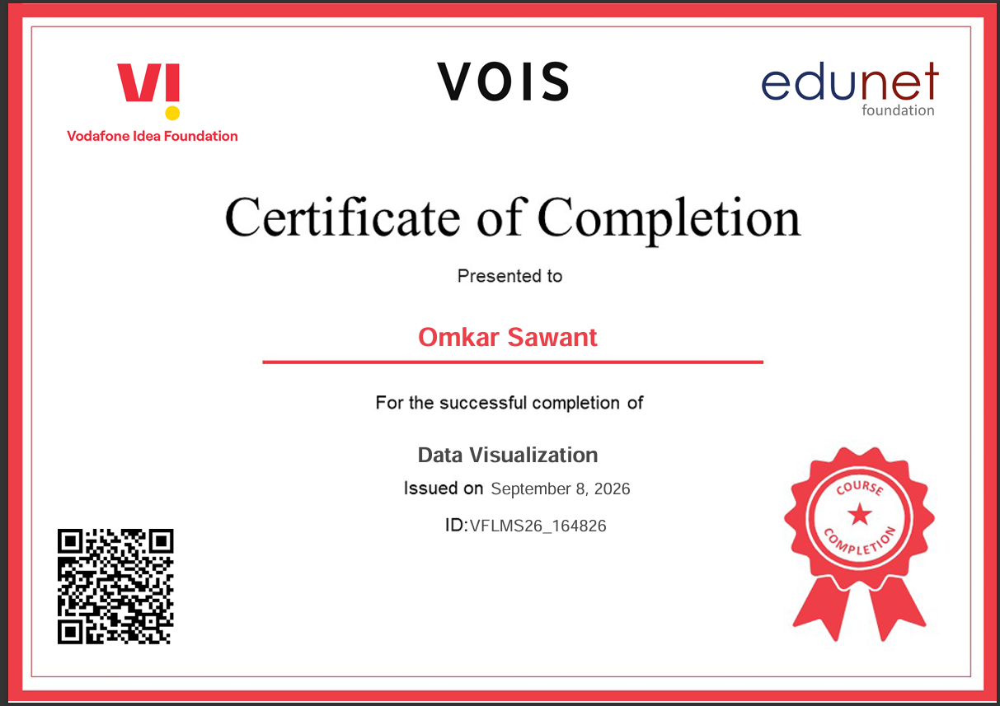 VI
Vodafone Idea Foundation
VOIS
edunet
foundation
Certificate of Completion
Presented to
Omkar Sawant
For the successful completion of
Data Visualization
Issued on September 8, 2026
ID:VFLMS26_164826
COURSE
COMPLETION